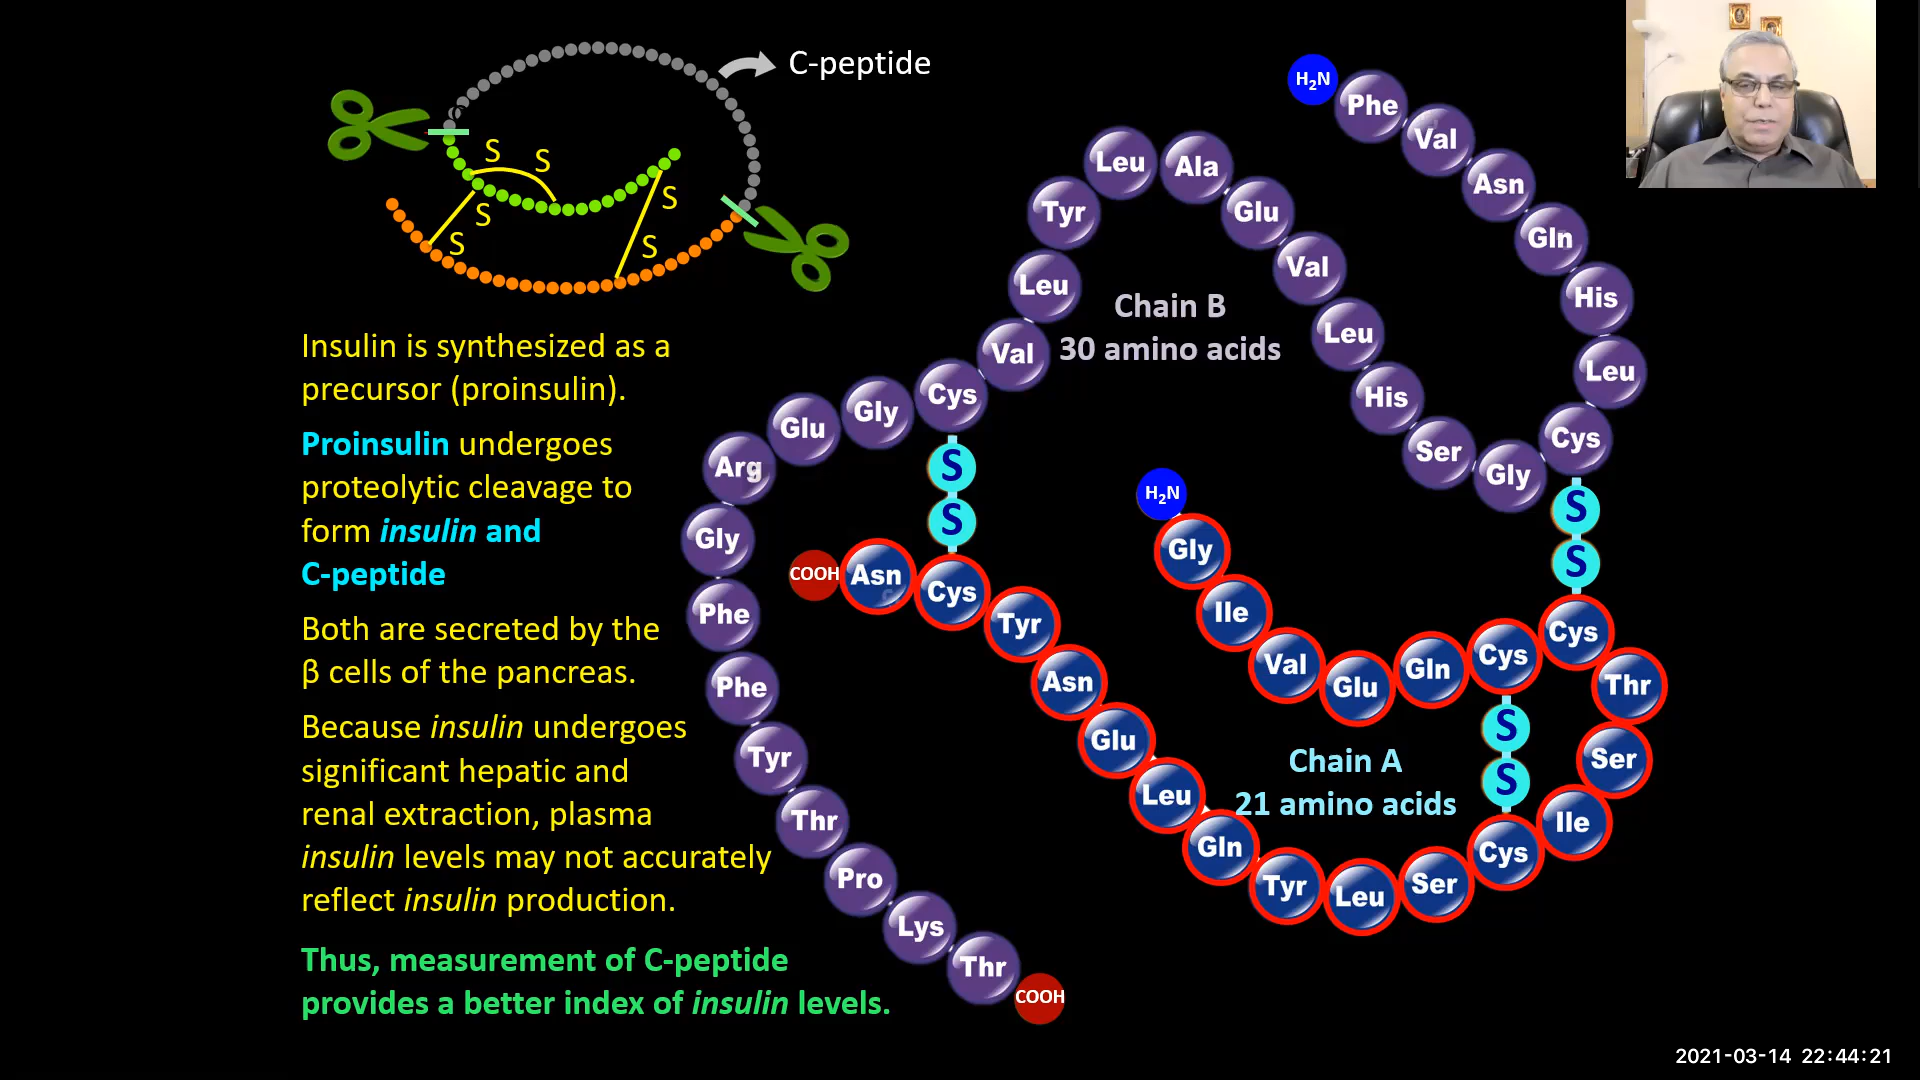 C-peptide
S
S
S
S
S
S
Insulin is synthesized as a
precursor (proinsulin).
Proinsulin undergoes
proteolytic cleavage to
form insulin and
C-peptide
Both are secreted by the
β cells of the pancreas.
Because insulin undergoes
significant hepatic and
renal extraction, plasma
insulin levels may not accurately
reflect insulin production.
Thus, measurement of C-peptide
provides a better index of insulin levels.
H₂N
Phe
Val
Asn
Gln
His
Leu
Cys
Gly
Ser
His
Leu
Val
Glu
Ala
Leu
Tyr
Leu
Val
Cys
Gly
Glu
Arg
Gly
Phe
Phe
Tyr
Thr
Pro
Lys
Thr
COOH
Chain B
30 amino acids
S
S
S
S
H₂N
Gly
Ile
Val
Glu
Gln
Cys
Cys
Thr
Ser
Ile
Cys
Ser
Leu
Tyr
Gln
Leu
Glu
Asn
Tyr
Cys
Asn
COOH
S
S
Chain A
21 amino acids
2021-03-14 22:44:21